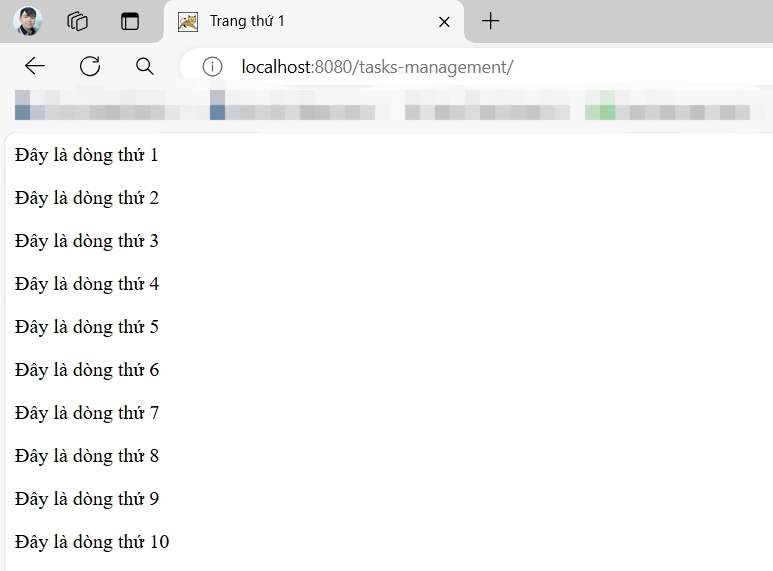 Trang thứ 1
localhost:8080/tasks-management/
Đây là dòng thứ 1
Đây là dòng thứ 2
Đây là dòng thứ 3
Đây là dòng thứ 4
Đây là dòng thứ 5
Đây là dòng thứ 6
Đây là dòng thứ 7
Đây là dòng thứ 8
Đây là dòng thứ 9
Đây là dòng thứ 10